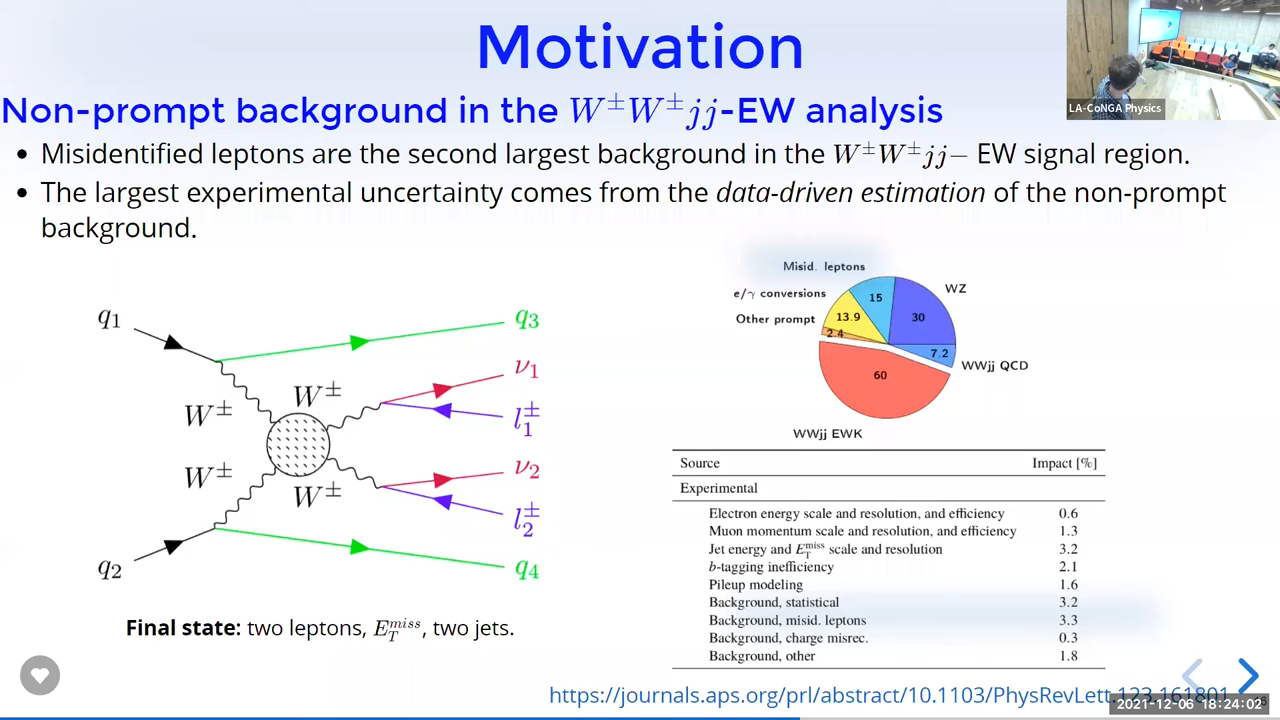 Motivation
LA-CoNGA Physics
Non-prompt background in the W±W±jj-EW analysis
• Misidentified leptons are the second largest background in the W±W±jj− EW signal region.
• The largest experimental uncertainty comes from the data-driven estimation of the non-prompt
background.
q1
q2
W±
W±
W±
W±
q3
ν1
l1±
ν2
l2±
q4
Final state: two leptons, ET^miss, two jets.
Misid. leptons
e/γ conversions
Other prompt
WZ
WWjj QCD
WWjj EWK
15
13.9
2.4
30
7.2
60
Source Impact [%]
Experimental
Electron energy scale and resolution, and efficiency 0.6
Muon momentum scale and resolution, and efficiency 1.3
Jet energy and ET^miss scale and resolution 3.2
b-tagging inefficiency 2.1
Pileup modeling 1.6
Background, statistical 3.2
Background, misid. leptons 3.3
Background, charge misrec. 0.3
Background, other 1.8
https://journals.aps.org/prl/abstract/10.1103/PhysRevLett.123.161801
2021-12-06 18:24:02